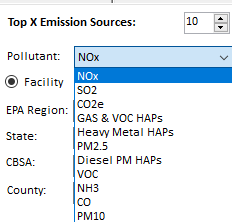 Top X Emission Sources: 10
Pollutant: NOx
NOx
Facility
SO2
CO2e
EPA Region:
GAS & VOC HAPs
Heavy Metal HAPs
State:
PM2.5
CBSA:
Diesel PM HAPs
VOC
County:
NH3
CO
PM10